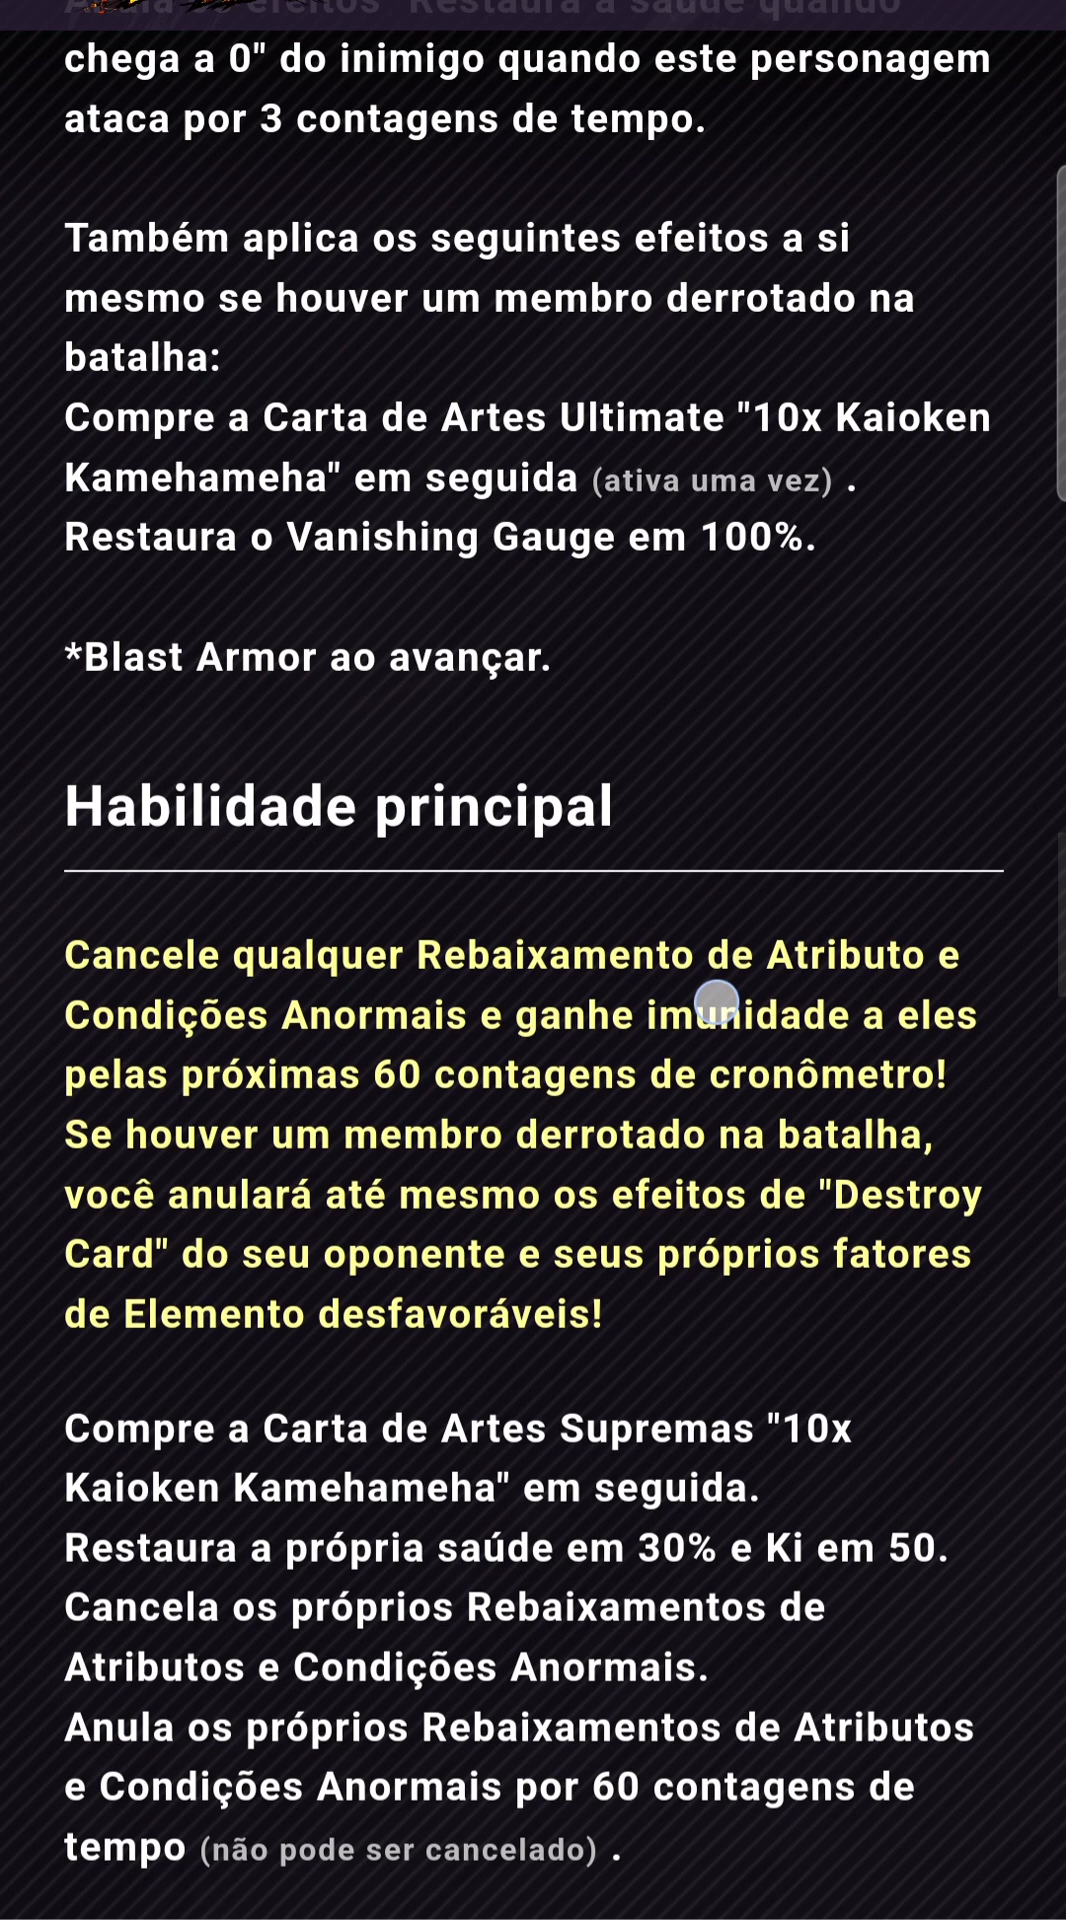 Restaura a saúde quando
chega a 0" do inimigo quando este personagem
ataca por 3 contagens de tempo.
Também aplica os seguintes efeitos a si
mesmo se houver um membro derrotado na
batalha:
Compre a Carta de Artes Ultimate "10x Kaioken
Kamehameha" em seguida (ativa uma vez) .
Restaura o Vanishing Gauge em 100%.
*Blast Armor ao avançar.
Habilidade principal
Cancele qualquer Rebaixamento de Atributo e
Condições Anormais e ganhe imunidade a eles
pelas próximas 60 contagens de cronômetro!
Se houver um membro derrotado na batalha,
você anulará até mesmo os efeitos de "Destroy
Card" do seu oponente e seus próprios fatores
de Elemento desfavoráveis!
Compre a Carta de Artes Supremas "10x
Kaioken Kamehameha" em seguida.
Restaura a própria saúde em 30% e Ki em 50.
Cancela os próprios Rebaixamentos de
Atributos e Condições Anormais.
Anula os próprios Rebaixamentos de Atributos
e Condições Anormais por 60 contagens de
tempo (não pode ser cancelado) .